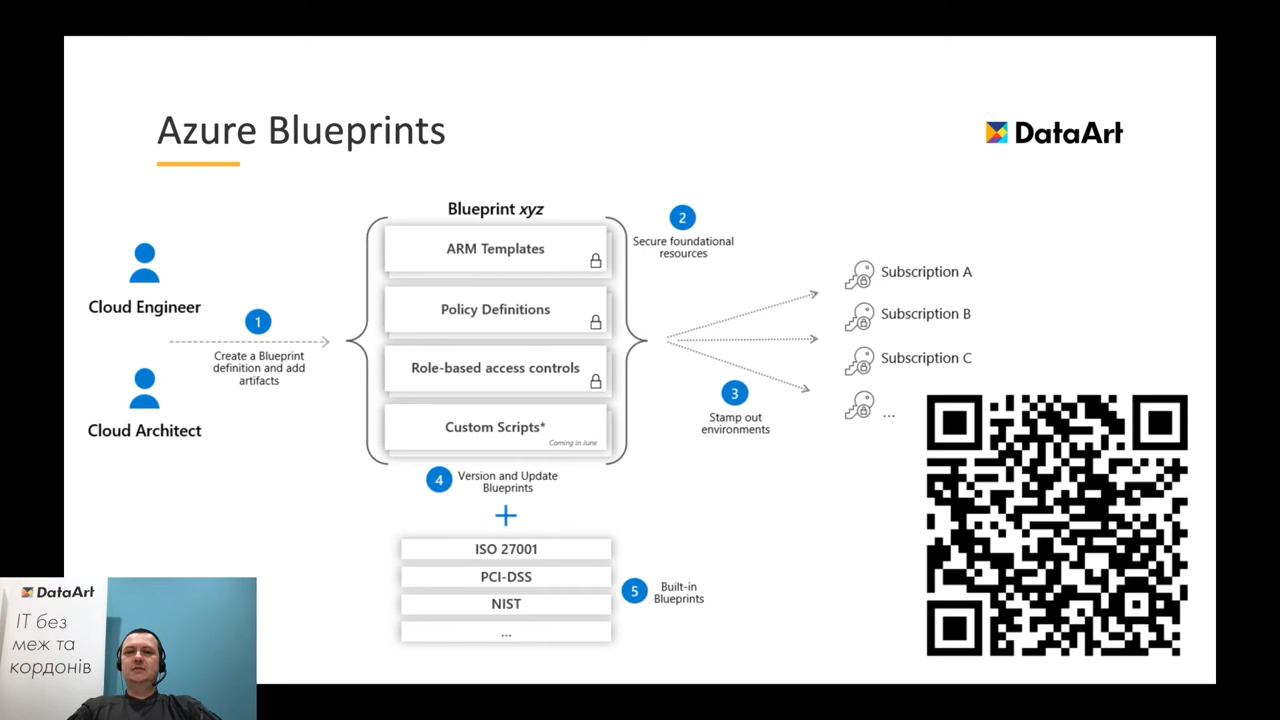 Azure Blueprints
DataArt
Blueprint xyz
ARM Templates
Policy Definitions
Role-based access controls
Custom Scripts*
Coming in June
Cloud Engineer
Cloud Architect
1
Create a Blueprint
definition and add
artifacts
2
Secure foundational
resources
3
Stamp out
environments
Subscription A
Subscription B
Subscription C
...
4
Version and Update
Blueprints
+
ISO 27001
PCI-DSS
NIST
...
5
Built-in
Blueprints
DataArt
ІТ без
меж та
кордонів